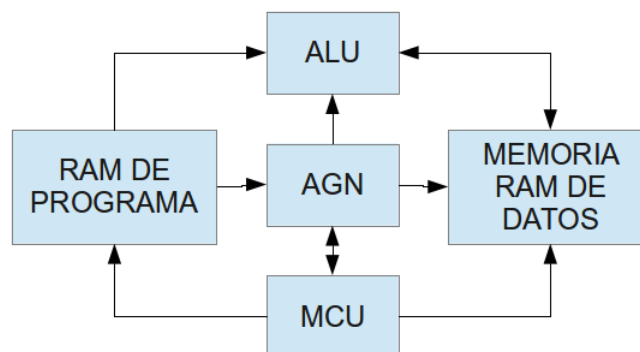 ALU
RAM DE
PROGRAMA
AGN
MEMORIA
RAM DE
DATOS
MCU